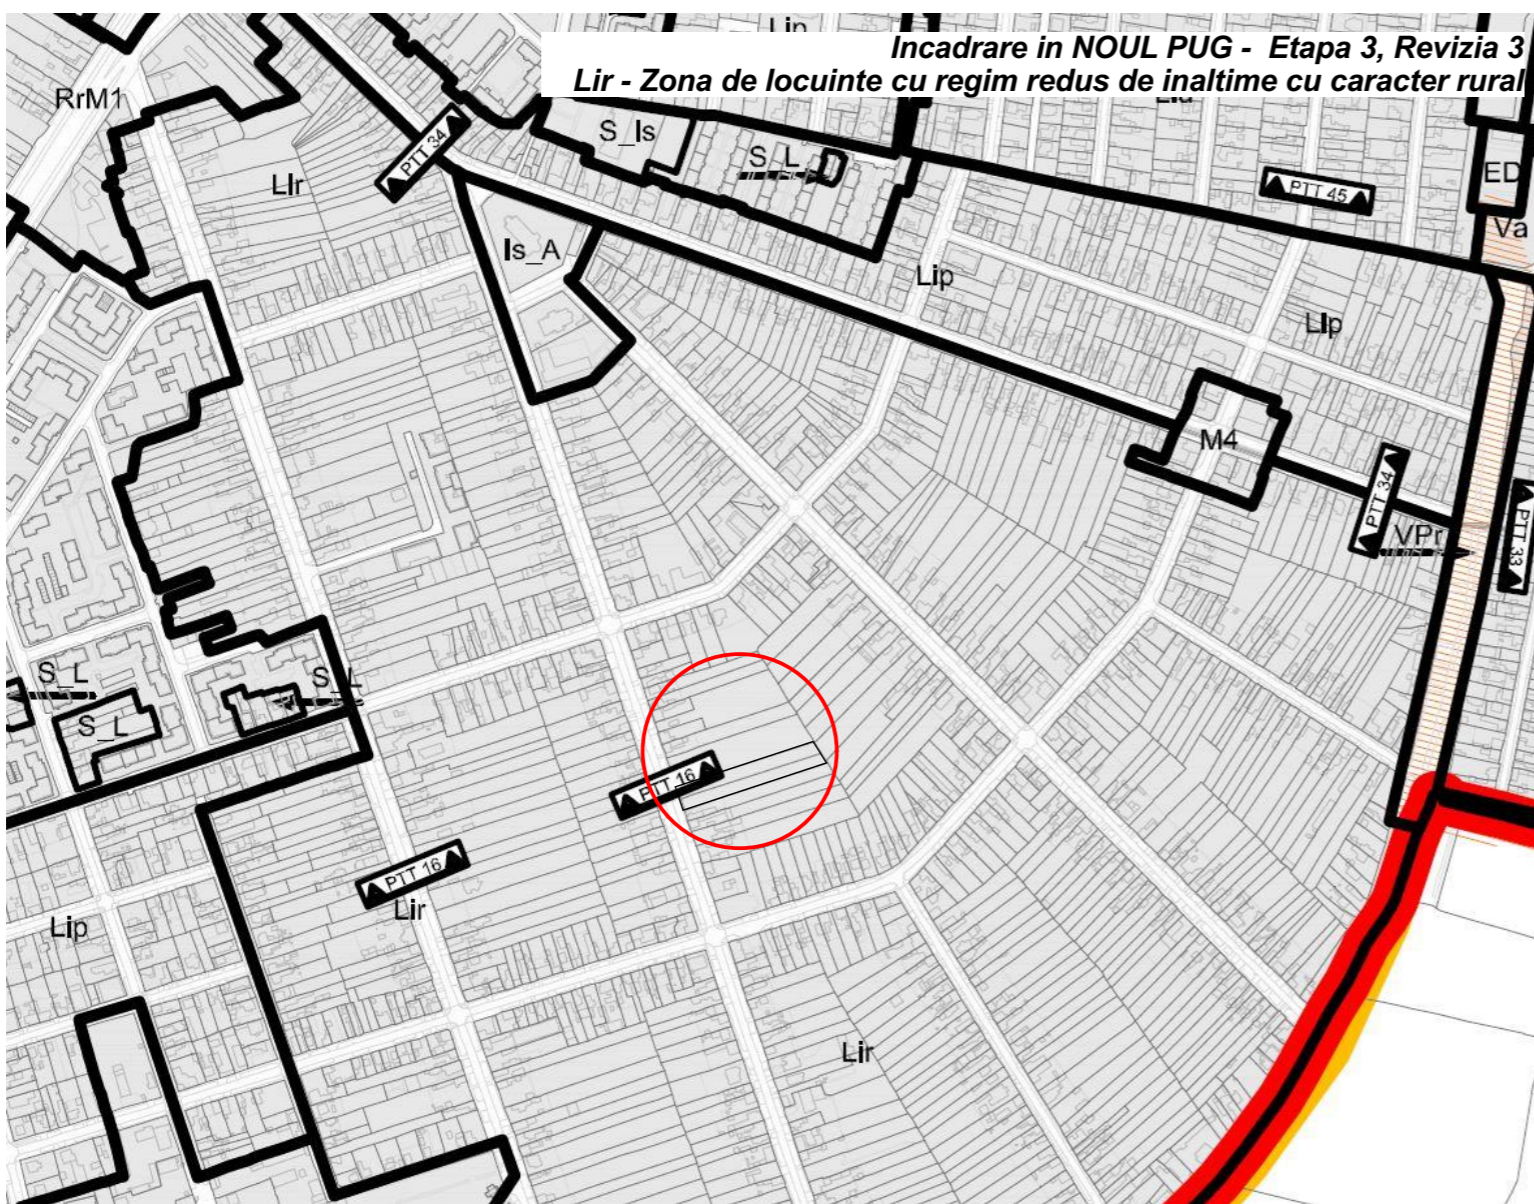 Lip
Incadrare in NOUL PUG - Etapa 3, Revizia 3
Lir - Zona de locuinte cu regim redus de inaltime cu caracter rural
RrM1
S_Is
PTT 34
S_L
ED
LIr
PTT 45
Va
Is_A
Lip
LIp
M4
PTT 34
PTT 33
VPr
S_L
S_L
S_L
PTT 16
PTT 16
Lir
Lip
Lir